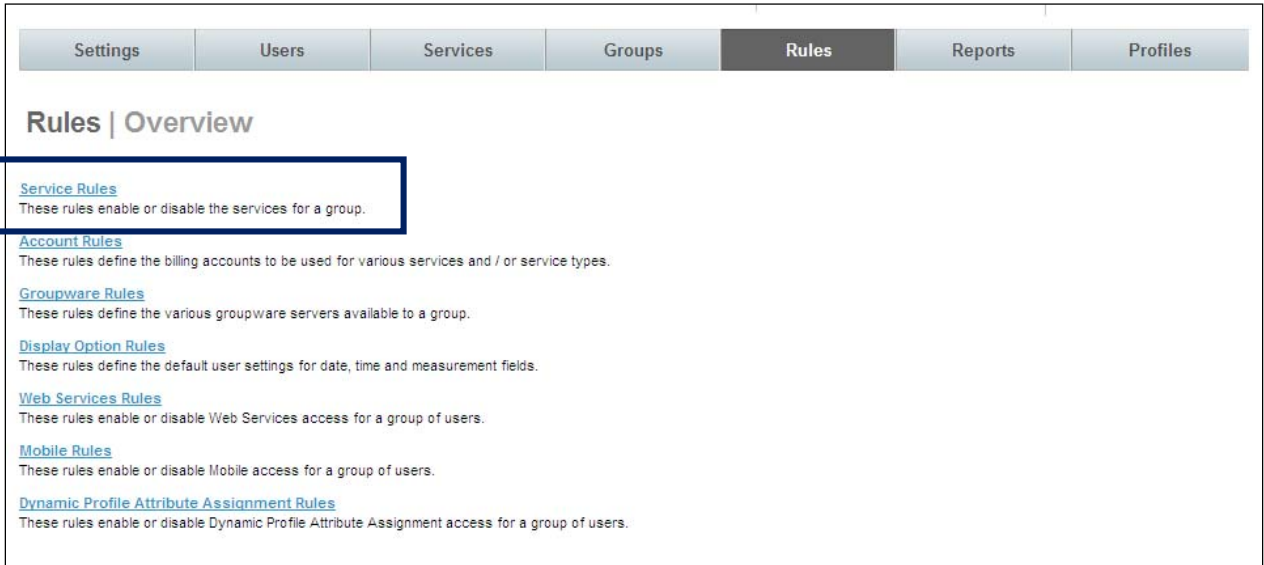 Settings Users Services Groups Rules Reports Profiles
Rules | Overview
Service Rules
These rules enable or disable the services for a group.
Account Rules
These rules define the billing accounts to be used for various services and / or service types.
Groupware Rules
These rules define the various groupware servers available to a group.
Display Option Rules
These rules define the default user settings for date, time and measurement fields.
Web Services Rules
These rules enable or disable Web Services access for a group of users.
Mobile Rules
These rules enable or disable Mobile access for a group of users.
Dynamic Profile Attribute Assignment Rules
These rules enable or disable Dynamic Profile Attribute Assignment access for a group of users.